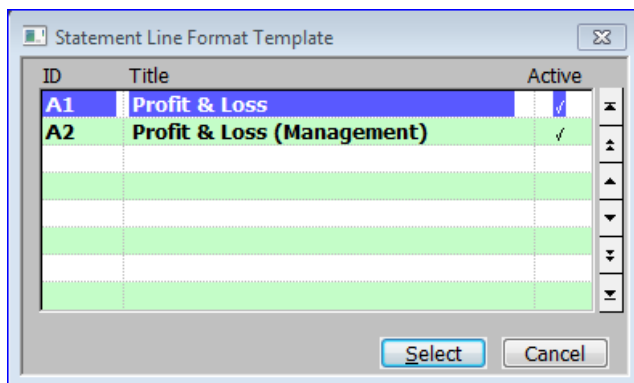 Statement Line Format Template
ID Title Active
A1 Profit & Loss √
A2 Profit & Loss (Management) √
Select Cancel